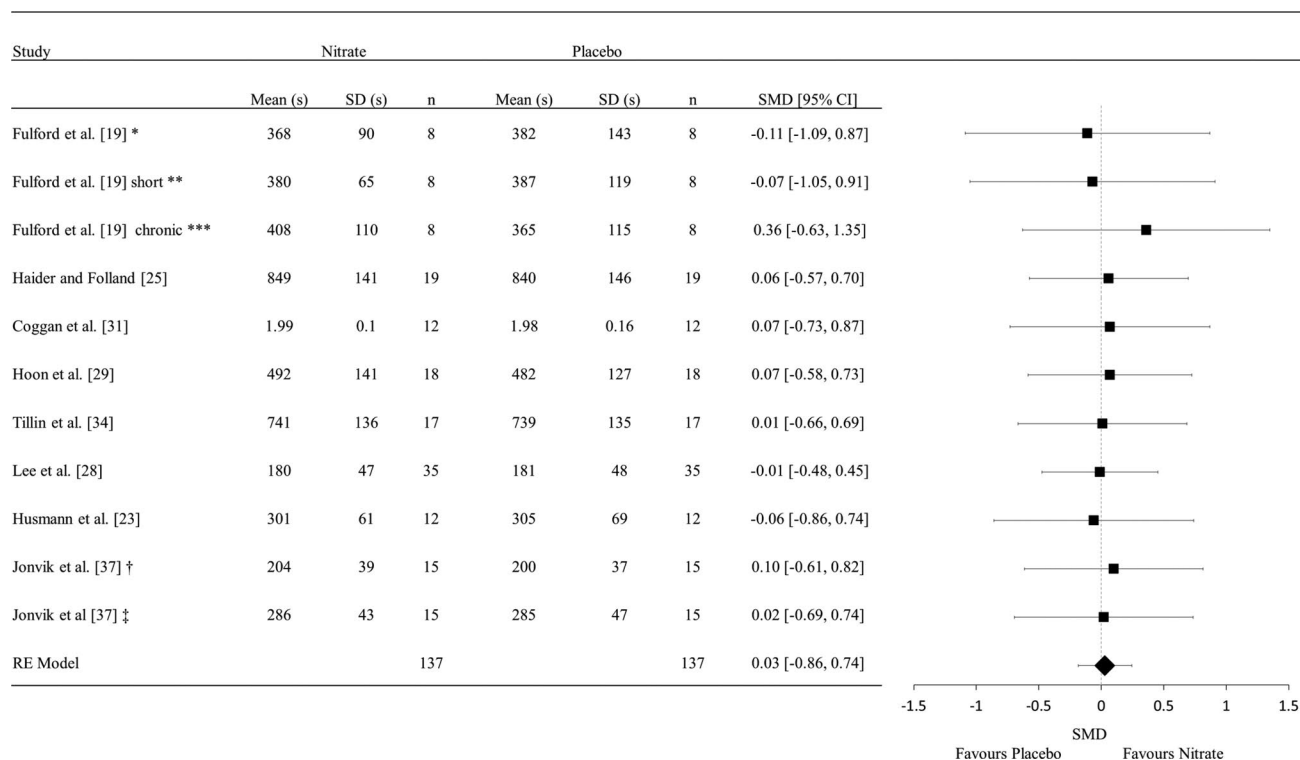 Study Nitrate Placebo
Mean (s) SD (s) n Mean (s) SD (s) n SMD [95% CI]
Fulford et al. [19] * 368 90 8 382 143 8 -0.11 [-1.09, 0.87]
Fulford et al. [19] short ** 380 65 8 387 119 8 -0.07 [-1.05, 0.91]
Fulford et al. [19] chronic *** 408 110 8 365 115 8 0.36 [-0.63, 1.35]
Haider and Folland [25] 849 141 19 840 146 19 0.06 [-0.57, 0.70]
Coggan et al. [31] 1.99 0.1 12 1.98 0.16 12 0.07 [-0.73, 0.87]
Hoon et al. [29] 492 141 18 482 127 18 0.07 [-0.58, 0.73]
Tillin et al. [34] 741 136 17 739 135 17 0.01 [-0.66, 0.69]
Lee et al. [28] 180 47 35 181 48 35 -0.01 [-0.48, 0.45]
Husmann et al. [23] 301 61 12 305 69 12 -0.06 [-0.86, 0.74]
Jonvik et al. [37] † 204 39 15 200 37 15 0.10 [-0.61, 0.82]
Jonvik et al [37] ‡ 286 43 15 285 47 15 0.02 [-0.69, 0.74]
RE Model 137 137 0.03 [-0.86, 0.74)
-1.5 -1 -0.5 0 0.5 1 1.5
SMD
Favours Placebo Favours Nitrate